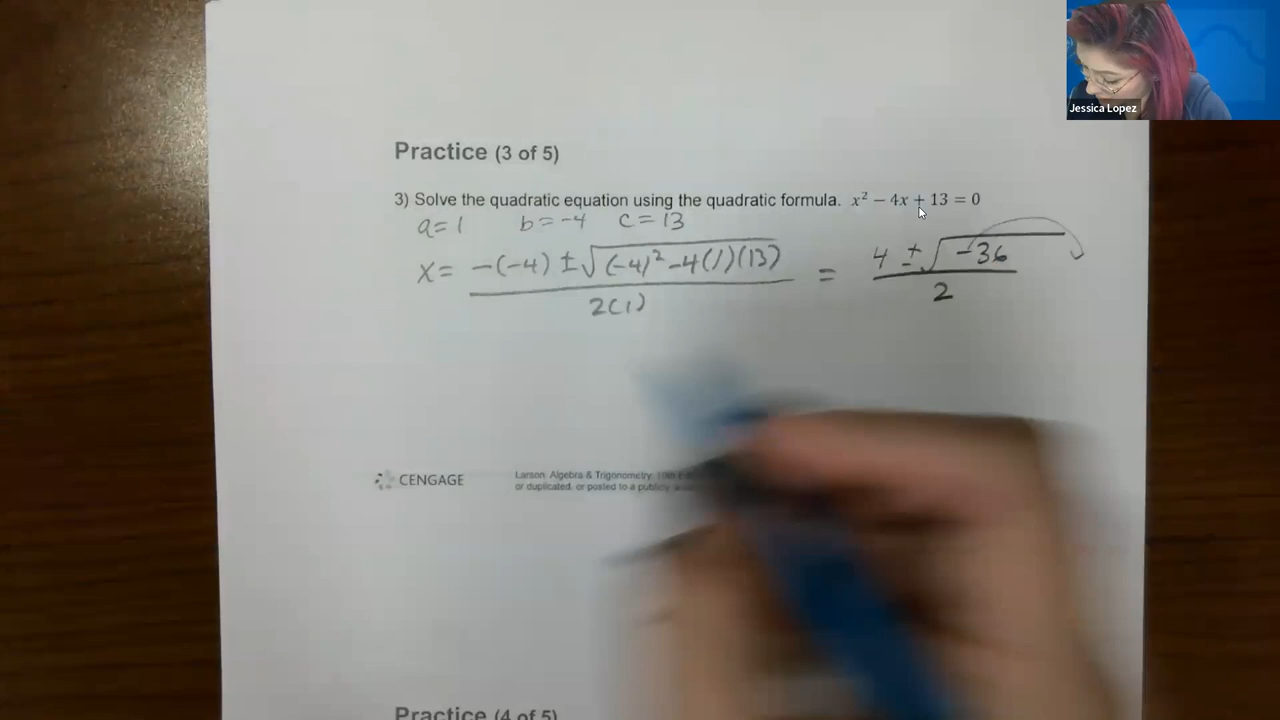 Jessica Lopez
Practice (3 of 5)
3) Solve the quadratic equation using the quadratic formula. x² − 4x + 13 = 0
a=1 b=-4 c=13
x= -(-4) ± √(-4)²-4(1)(13) / 2(1) = 4 ± √-36 / 2
CENGAGE
Larson, Algebra & Trigonometry,
or duplicated, or posted to a publicly
Practice (4 of 5)